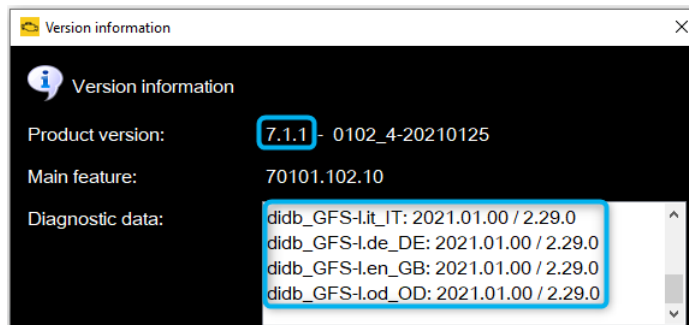 Version information
Version information
Product version: 7.1.1 - 0102_4-20210125
Main feature: 70101.102.10
Diagnostic data: didb_GFS-l.it_IT: 2021.01.00 / 2.29.0
didb_GFS-l.de_DE: 2021.01.00 / 2.29.0
didb_GFS-l.en_GB: 2021.01.00 / 2.29.0
didb_GFS-l.od_OD: 2021.01.00 / 2.29.0